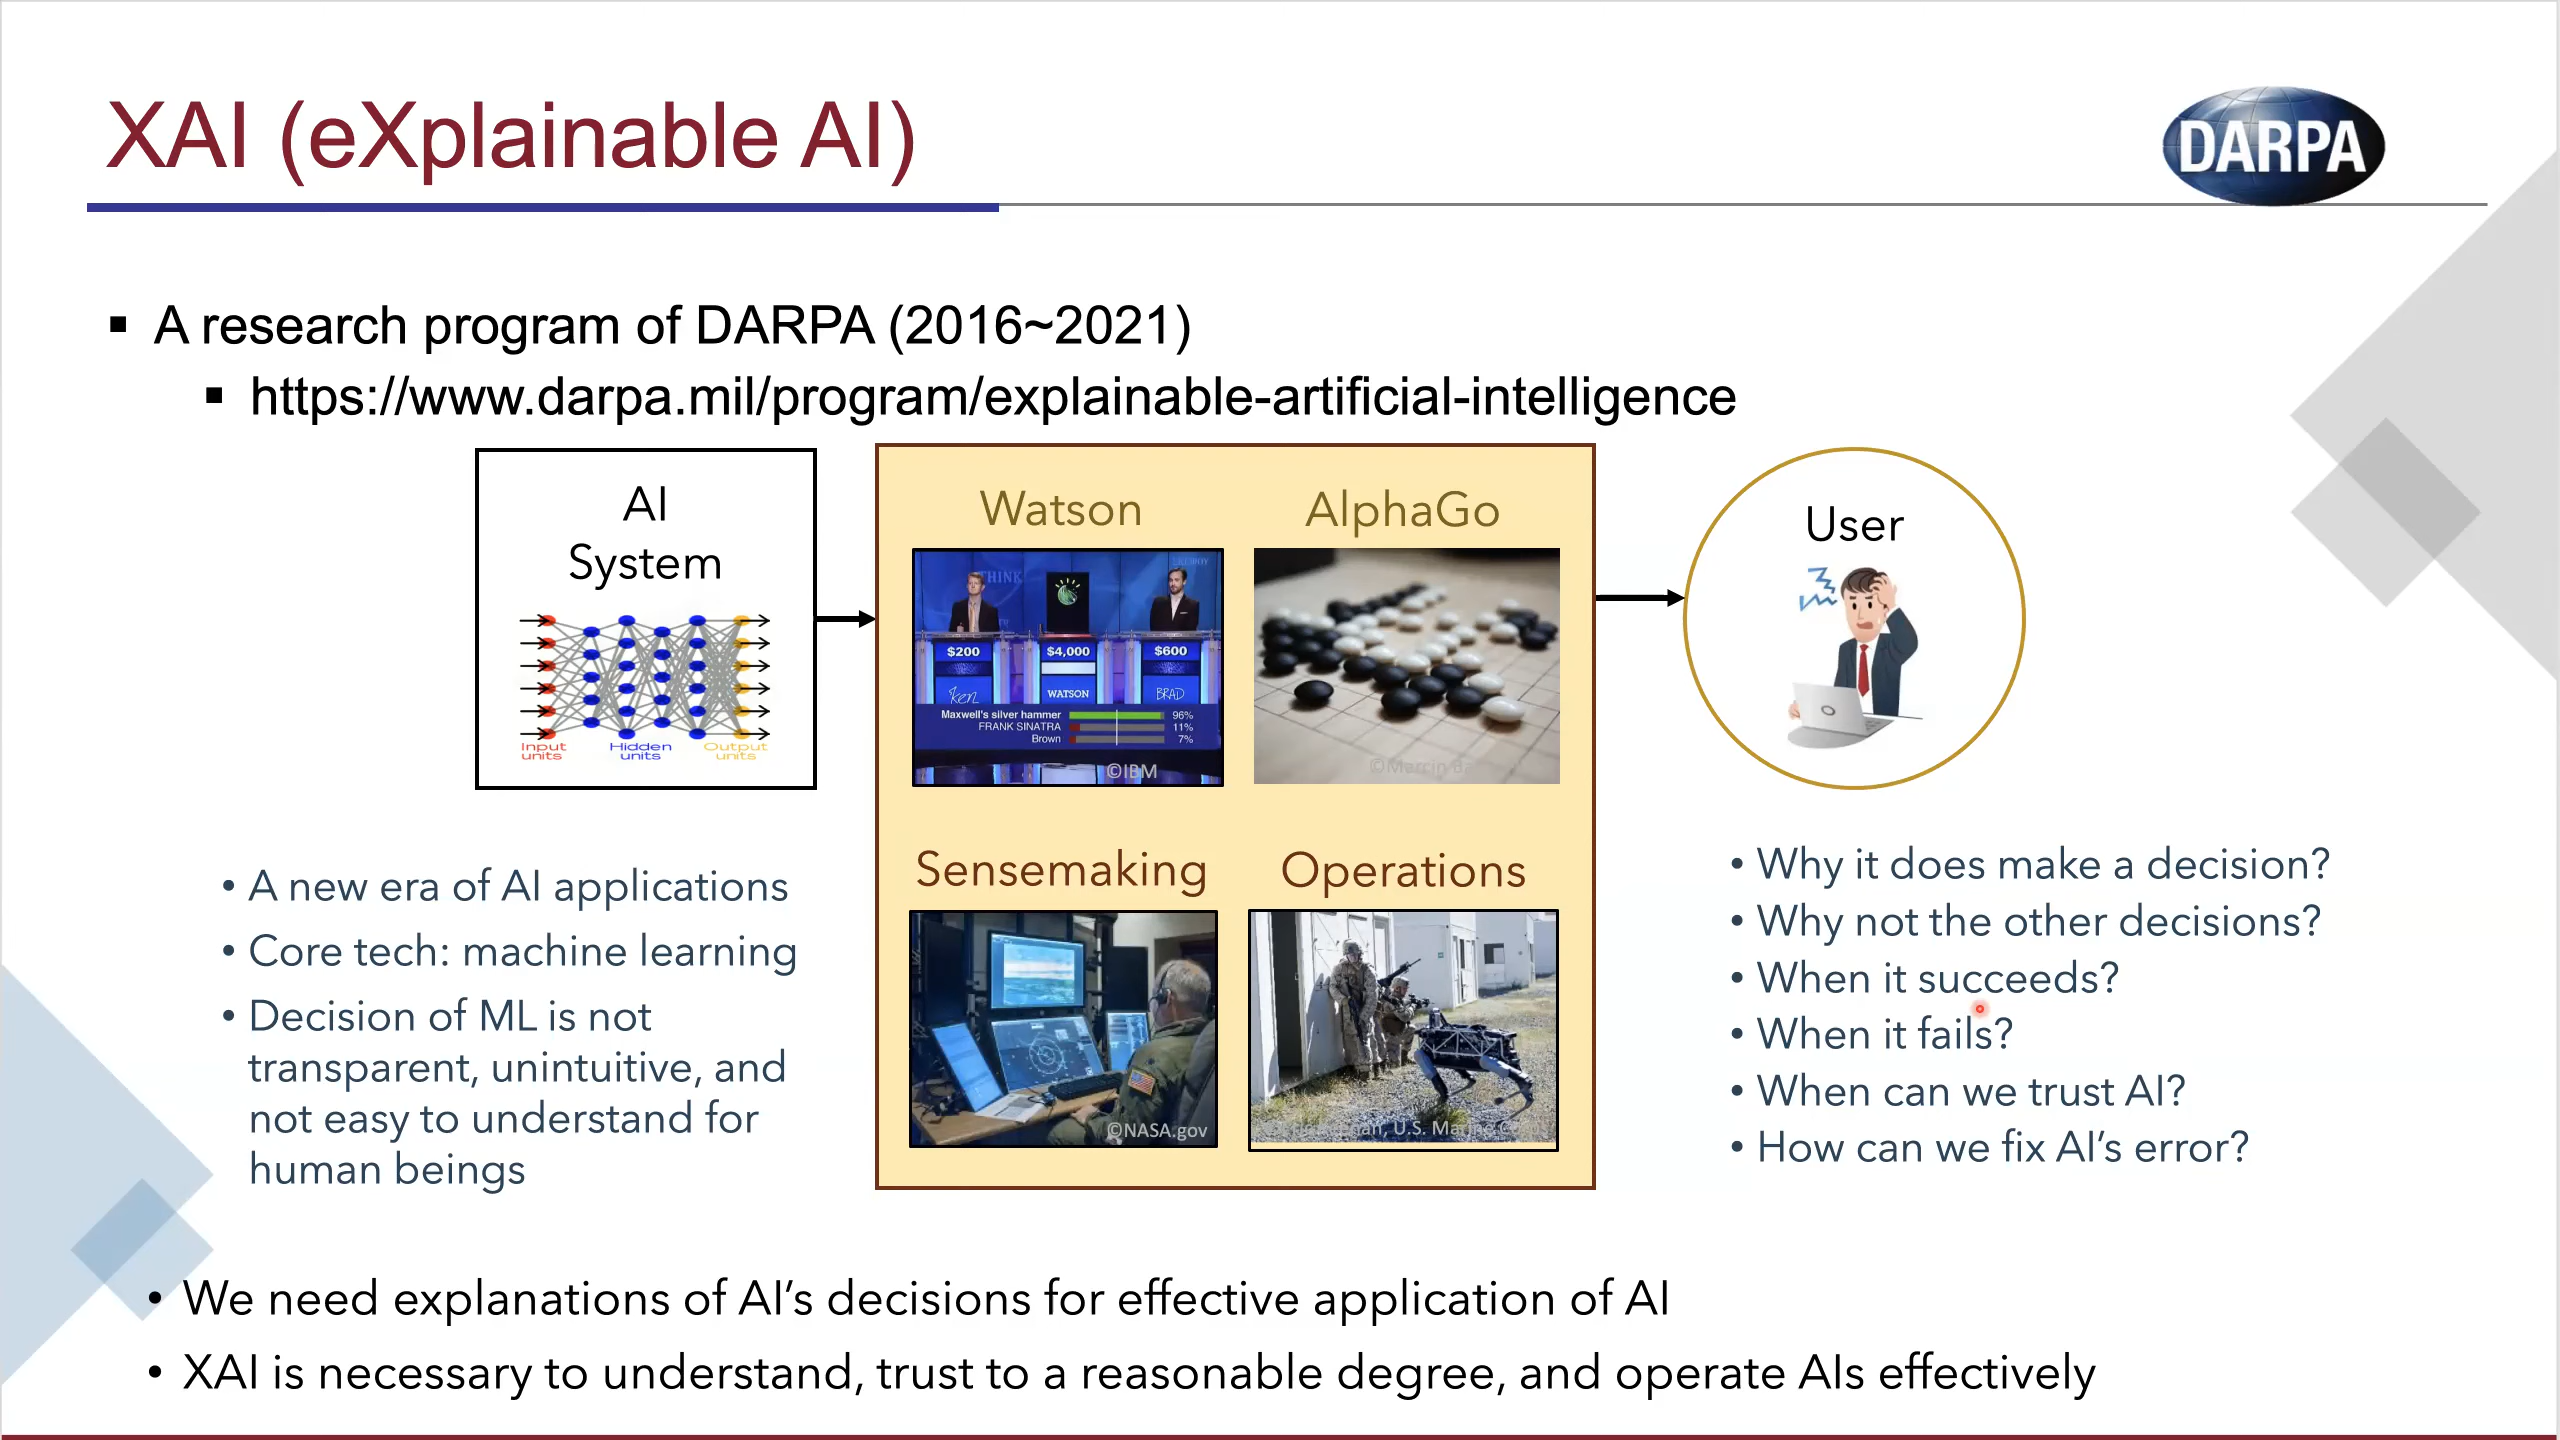 XAI (eXplainable AI)
DARPA
A research program of DARPA (2016~2021)
https://www.darpa.mil/program/explainable-artificial-intelligence
AI
System
Input
units
Hidden
units
Output
units
Watson
THINK
$200
$4,000
$600
Ken
WATSON
BRAD
Maxwell's silver hammer 96%
FRANK SINATRA 11%
Brown 7%
©IBM
AlphaGo
©Marcin
Sensemaking
©NASA.gov
Operations
U.S. Marine
User
• A new era of AI applications
• Core tech: machine learning
• Decision of ML is not
transparent, unintuitive, and
not easy to understand for
human beings
• Why it does make a decision?
• Why not the other decisions?
• When it succeeds?
• When it fails?
• When can we trust AI?
• How can we fix AI’s error?
• We need explanations of AI’s decisions for effective application of AI
• XAI is necessary to understand, trust to a reasonable degree, and operate AIs effectively